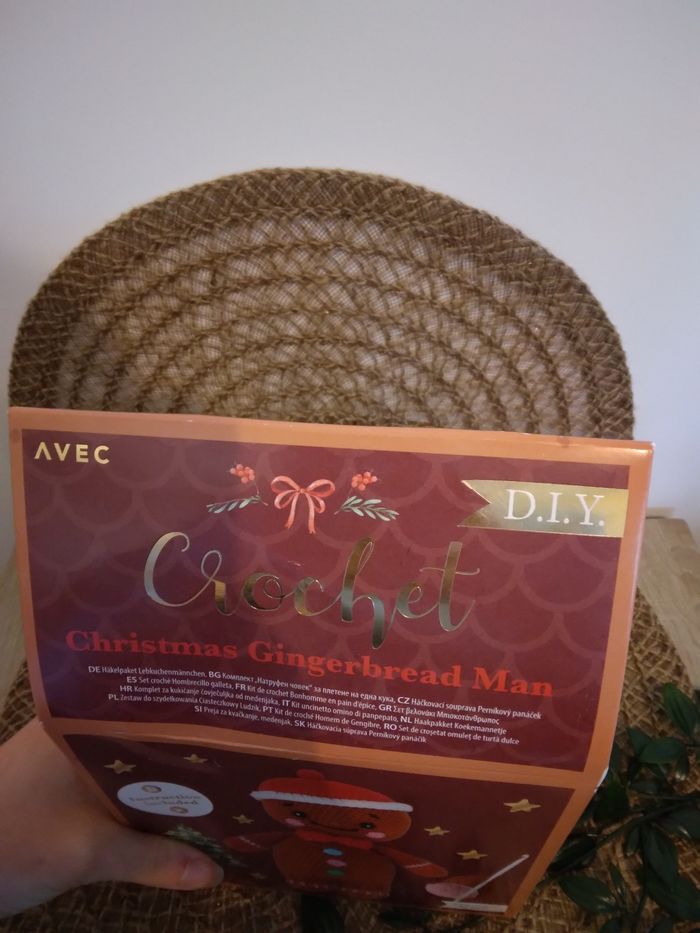 AVEC
D.I.Y.
Crochet
Christmas Gingerbread Man
DE Häkelpaket Lebkuchenmännchen, BG Комплект „Натруфен човек“ за плетене на една кука, CZ Háčkovací souprava Perníkový panáček
ES Set croché Hombrecillo galleta, FR Kit de crochet Bonhomme en pain d'épice, GR Σετ βελονάκι Μπισκοτάνθρωπος
HR Komplet za kukičanje čovječuljka od medenjaka, IT Kit uncinetto omino di panpepato, NL Haakpakket Koekemannetje
PL Zestaw do szydełkowania Ciasteczkowy Ludzik, PT Kit de croché Homem de Gengibre, RO Set de croșetat omuleț de turtă dulce
SI Preja za kvačkanje, medenjak, SK Háčkovacia súprava Perníkový panáčik
Instructions
included